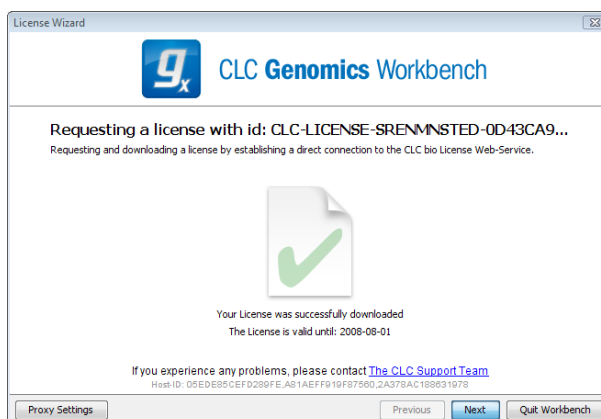 License Wizard
gx CLC Genomics Workbench
Requesting a license with id: CLC-LICENSE-SRENMNSTED-0D43CA9...
Requesting and downloading a license by establishing a direct connection to the CLC bio License Web-Service.
Your License was successfully downloaded
The License is valid until: 2008-08-01
If you experience any problems, please contact The CLC Support Team
Host-ID: 05EDE85CEFD289FE,A81AEFF919F87560,2A378AC188631978
Proxy Settings Previous Next Quit Workbench